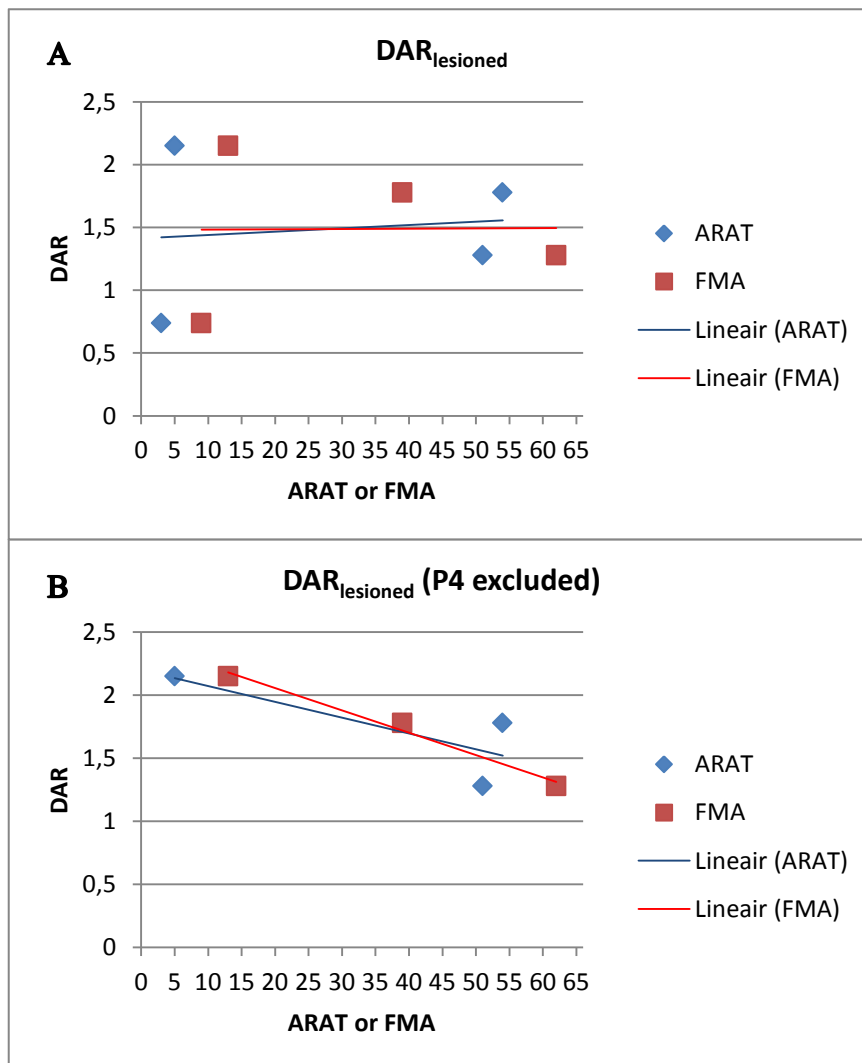 A
DARlesioned
2,5
2
1,5
1
0,5
0
DAR
0 5 10 15 20 25 30 35 40 45 50 55 60 65
ARAT or FMA
ARAT
FMA
Lineair (ARAT)
Lineair (FMA)
B
DARlesioned (P4 excluded)
2,5
2
1,5
1
0,5
0
DAR
0 5 10 15 20 25 30 35 40 45 50 55 60 65
ARAT or FMA
ARAT
FMA
Lineair (ARAT)
Lineair (FMA)